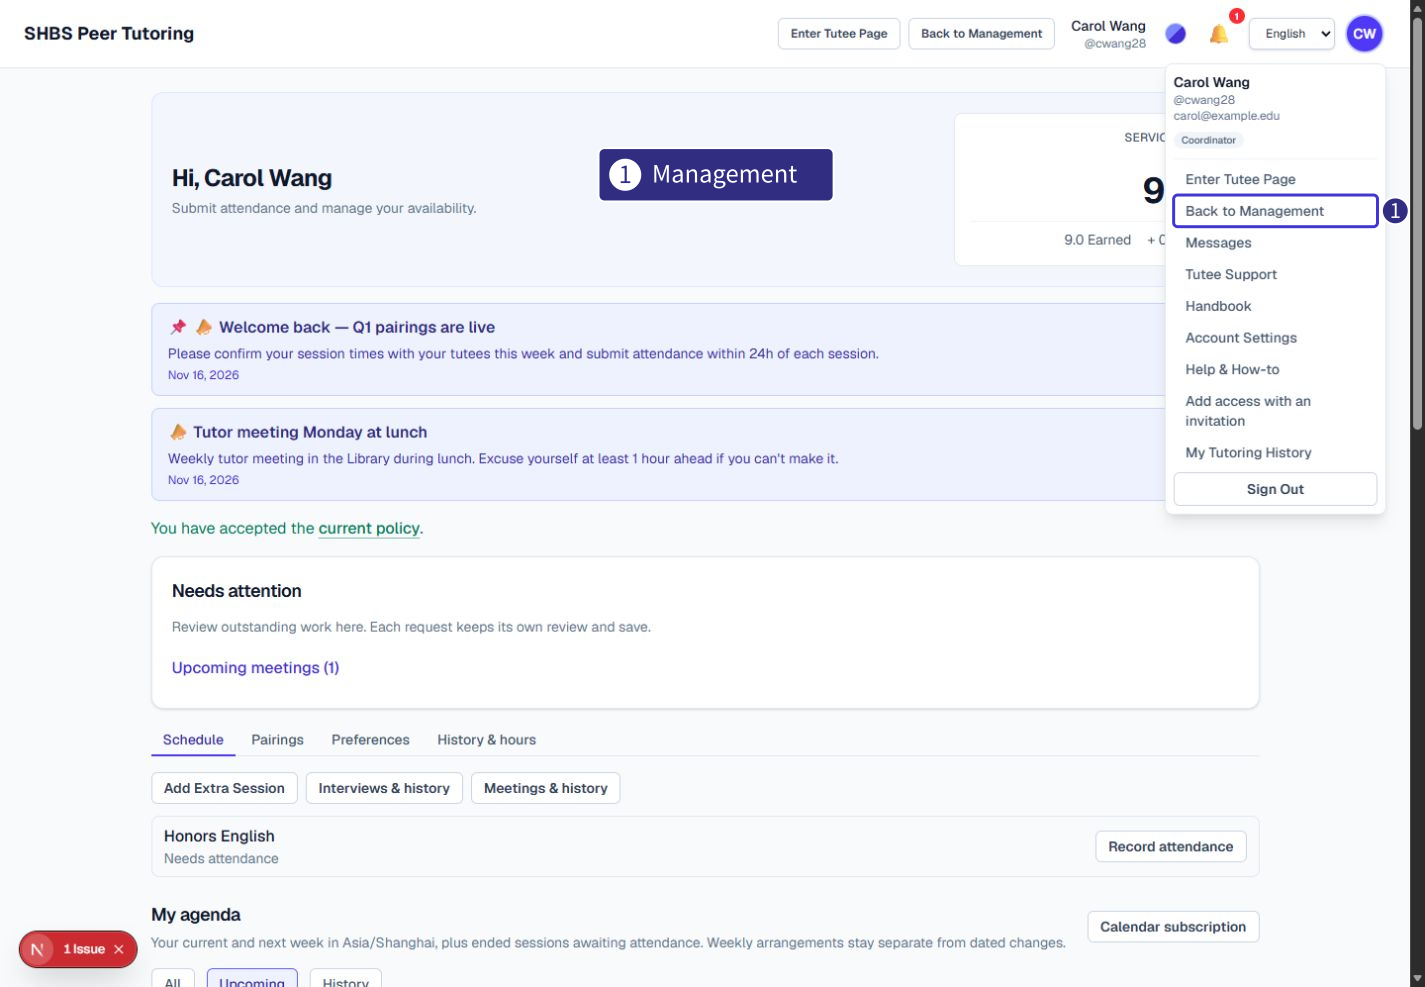 SHBS Peer Tutoring
Enter Tutee Page
Back to Management
Carol Wang
@cwang28
1
English
CW
Carol Wang
@cwang28
carol@example.edu
Coordinator
Enter Tutee Page
Back to Management
1
Messages
Tutee Support
Handbook
Account Settings
Help & How-to
Add access with an
invitation
My Tutoring History
Sign Out
Hi, Carol Wang
Submit attendance and manage your availability.
1 Management
9
9.0 Earned
Welcome back — Q1 pairings are live
Please confirm your session times with your tutees this week and submit attendance within 24h of each session.
Nov 16, 2026
Tutor meeting Monday at lunch
Weekly tutor meeting in the Library during lunch. Excuse yourself at least 1 hour ahead if you can't make it.
Nov 16, 2026
You have accepted the current policy.
Needs attention
Review outstanding work here. Each request keeps its own review and save.
Upcoming meetings (1)
Schedule
Pairings
Preferences
History & hours
Add Extra Session
Interviews & history
Meetings & history
Honors English
Needs attendance
Record attendance
My agenda
Your current and next week in Asia/Shanghai, plus ended sessions awaiting attendance. Weekly arrangements stay separate from dated changes.
Calendar subscription
All
Upcoming
History
N 1 Issue